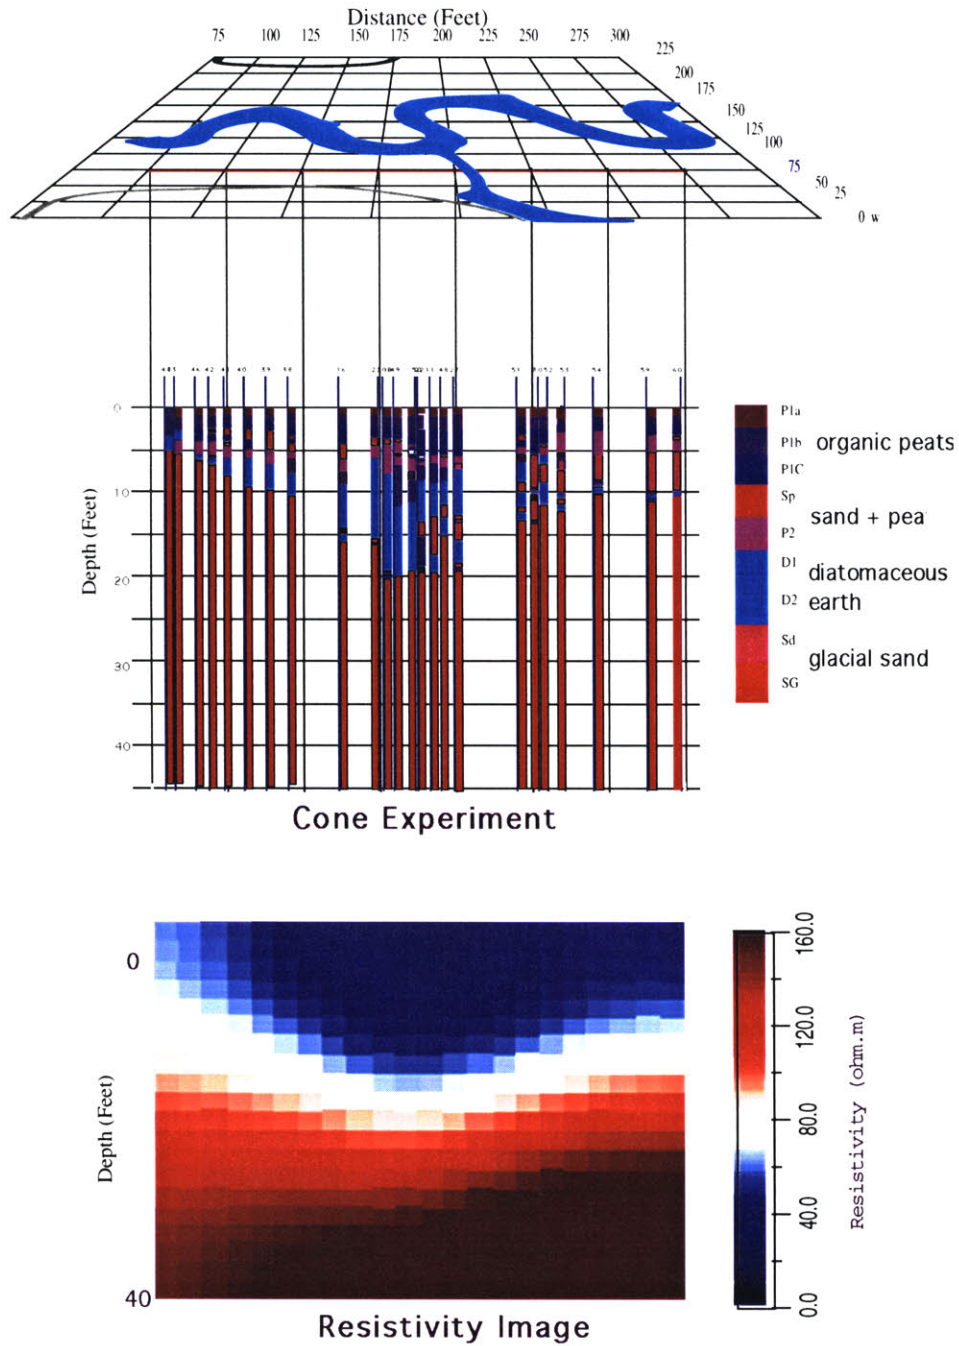 Distance (Feet)
75 100 125 150 175 200 225 250 275 300
225
200
175
150
125
100
75
50
25
0 w
Depth (Feet)
0
10
20
30
40
P1a
P1b
P1C
organic peats
Sp
P2
sand + pea
D1
D2
diatomaceous
earth
Sd
SG
glacial sand
Cone Experiment
Depth (Feet)
0
40
Resistivity Image
160.0
120.0
80.0
40.0
0.0
Resistivity (ohm.m)